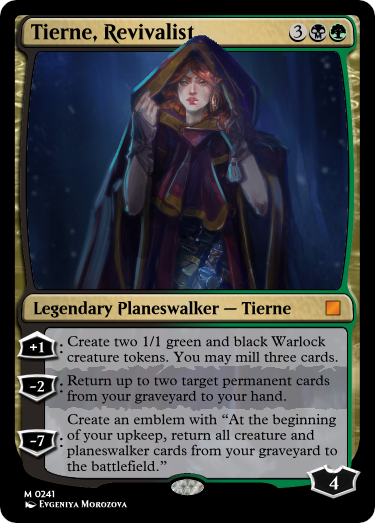 Tierne, Revivalist 3
Legendary Planeswalker — Tierne
+1: Create two 1/1 green and black Warlock
creature tokens. You may mill three cards.
-2: Return up to two target permanent cards
from your graveyard to your hand.
Create an emblem with “At the beginning
of your upkeep, return all creature and
-7: planeswalker cards from your graveyard to
the battlefield.”
4
M 0241
Evgeniya Morozova